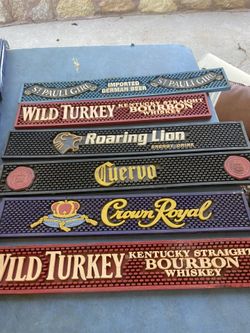 ST. PAULI GIRL
IMPORTED
GERMAN BEER
ST. PAULI GIRL
WILD TURKEY
KENTUCKY STRAIGHT
BOURBON
WHISKEY
Roaring Lion
ENERGY DRINK
Cuervo
Crown Royal
WILD TURKEY
KENTUCKY STRAIGHT
BOURBON
WHISKEY